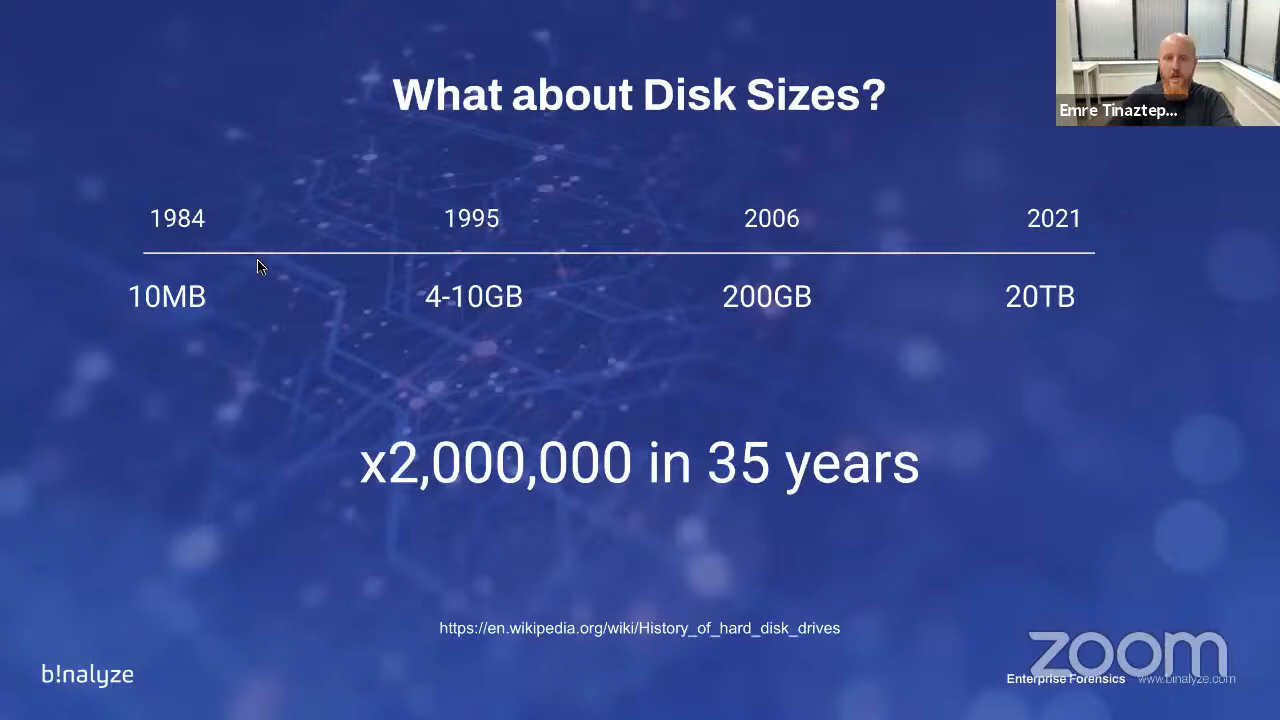 What about Disk Sizes?
Emre Tinaztep...
1984 1995 2006 2021
10MB 4-10GB 200GB 20TB
x2,000,000 in 35 years
https://en.wikipedia.org/wiki/History_of_hard_disk_drives
zoom
b!nalyze
Enterprise Forensics www.binalyze.com